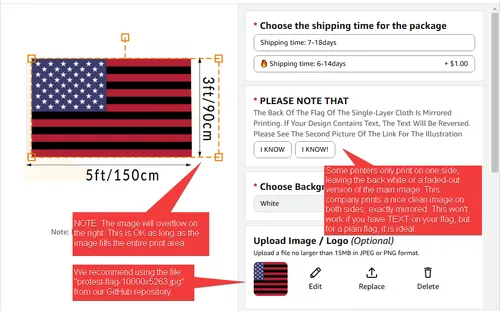 3ft/90cm
5ft/150cm
NOTE: The image will overflow on
the right. This is OK as long as the
image fills the entire print area.
Note:
We recommend using the file
"protest-flag-10000x5263.jpg"
from our GitHub repository.
* Choose the shipping time for the package
Shipping time: 7-18days
🔥 Shipping time: 6-14days + $1.00
* PLEASE NOTE THAT
The Back Of The Flag Of The Single-Layer Cloth Is Mirrored
Printing. If Your Design Contains Text, The Text Will Be Reversed.
Please See The Second Picture Of The Link For The Illustration
I KNOW I KNOW!
* Choose Backg
White
Some printers only print on one side,
leaving the back white or a faded-out
version of the main image. This
company prints a nice clean image on
both sides, exactly mirrored. This won't
work if you have TEXT on your flag, but
for a plain flag, it is ideal.
Upload Image / Logo (Optional)
Upload a file no larger than 15MB in JPEG or PNG format.
Edit Replace Delete